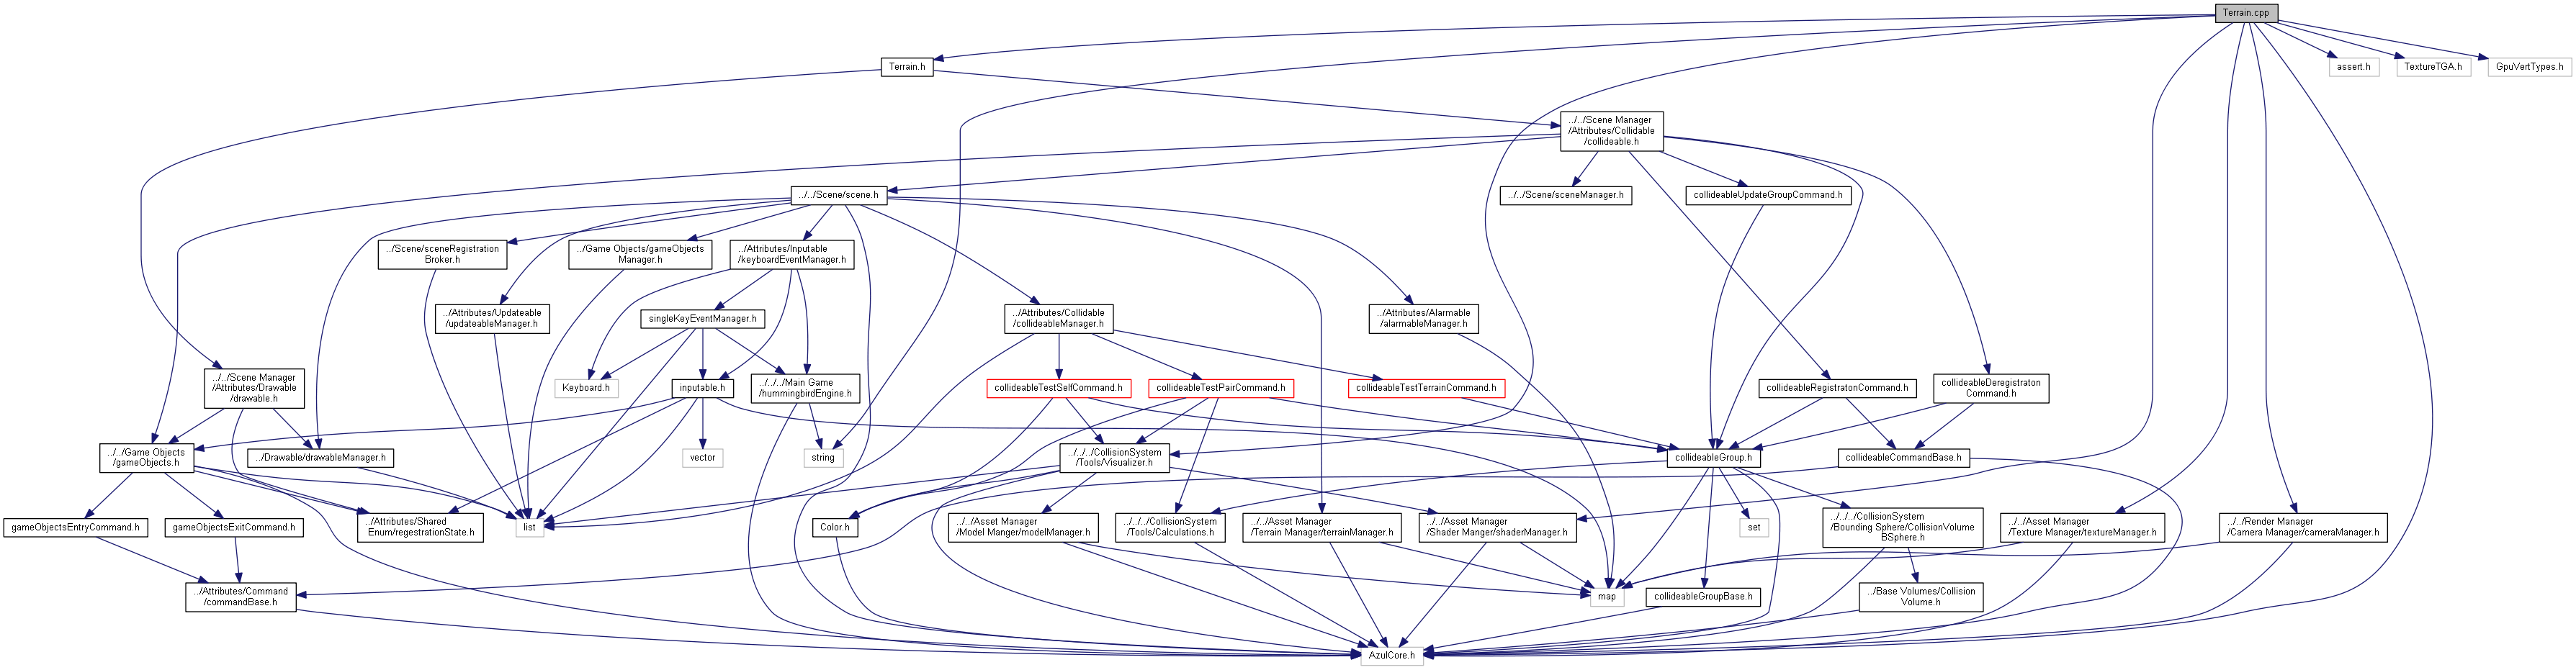 Terrain.cpp
Terrain.h
assert.h
TextureTGA.h
GpuVertTypes.h
../../Scene Manager
/Attributes/Collidable
/collideable.h
../../Scene/scene.h
../../Scene/sceneManager.h
collideableUpdateGroupCommand.h
../Scene/sceneRegistration
Broker.h
../Game Objects/gameObjects
Manager.h
../Attributes/Inputable
/keyboardEventManager.h
../Attributes/Updateable
/updateableManager.h
singleKeyEventManager.h
../Attributes/Collidable
/collideableManager.h
../Attributes/Alarmable
/alarmableManager.h
../../Scene Manager
/Attributes/Drawable
/drawable.h
Keyboard.h
inputable.h
../../../Main Game
/hummingbirdEngine.h
collideableTestSelfCommand.h
collideableTestPairCommand.h
collideableTestTerrainCommand.h
collideableRegistratonCommand.h
collideableDeregistraton
Command.h
../../Game Objects
/gameObjects.h
../Drawable/drawableManager.h
vector
string
../../../CollisionSystem
/Tools/Visualizer.h
collideableGroup.h
collideableCommandBase.h
gameObjectsEntryCommand.h
gameObjectsExitCommand.h
../Attributes/Shared
Enum/regestrationState.h
list
Color.h
../../Asset Manager
/Model Manger/modelManager.h
../../../CollisionSystem
/Tools/Calculations.h
../../Asset Manager
/Terrain Manager/terrainManager.h
../../Asset Manager
/Shader Manger/shaderManager.h
set
../../../CollisionSystem
/Bounding Sphere/CollisionVolume
BSphere.h
../../Asset Manager
/Texture Manager/textureManager.h
../../Render Manager
/Camera Manager/cameraManager.h
../Attributes/Command
/commandBase.h
map
collideableGroupBase.h
../Base Volumes/Collision
Volume.h
AzulCore.h